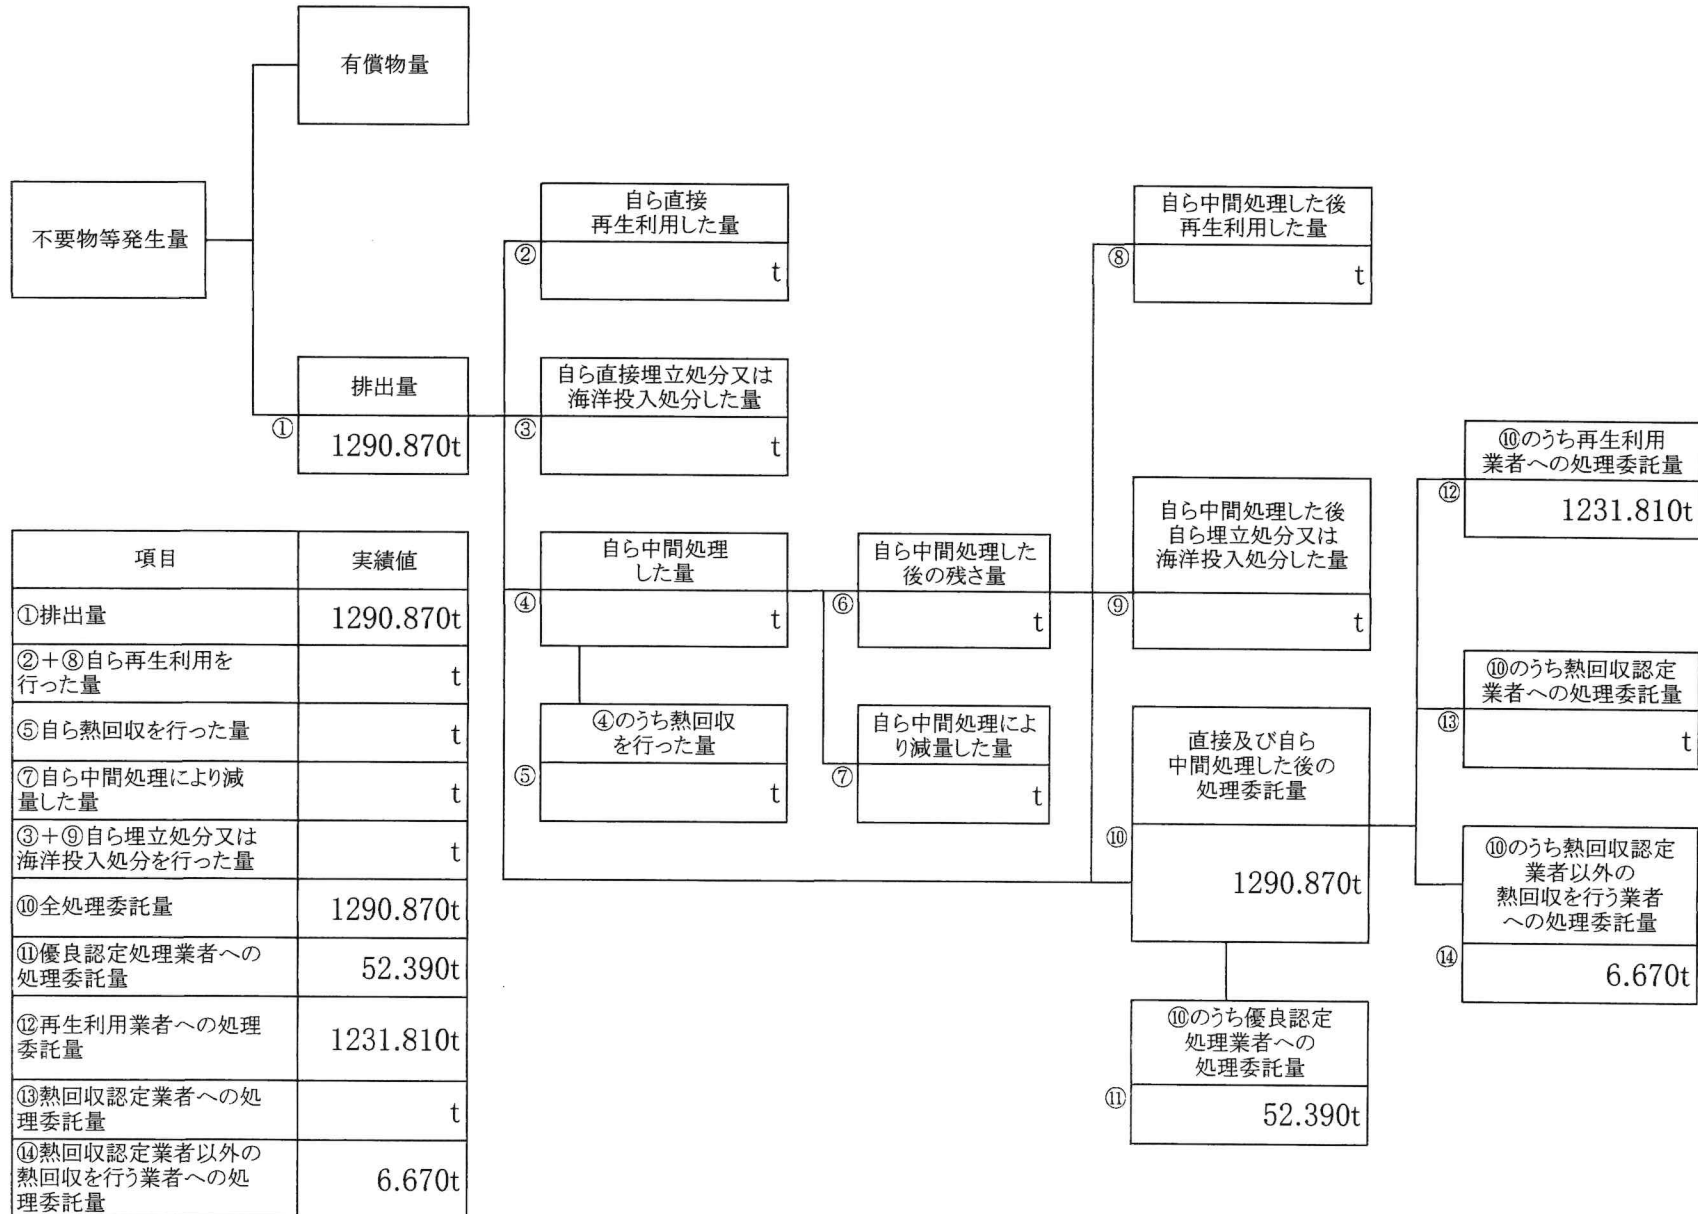 有償物量
不要物等発生量
自ら直接
再生利用した量
②
t
自ら中間処理した後
再生利用した量
⑧
t
排出量
①
1290.870t
自ら直接埋立処分又は
海洋投入処分した量
③
t
⑩のうち再生利用
業者への処理委託量
⑫
1231.810t
自ら中間処理
した量
④
t
自ら中間処理した
後の残さ量
⑥
t
自ら中間処理した後
自ら埋立処分又は
海洋投入処分した量
⑨
t
⑩のうち熱回収認定
業者への処理委託量
⑬
t
④のうち熱回収
を行った量
⑤
t
自ら中間処理によ
り減量した量
⑦
t
直接及び自ら
中間処理した後の
処理委託量
⑩
1290.870t
⑩のうち熱回収認定
業者以外の
熱回収を行う業者
への処理委託量
⑭
6.670t
⑩のうち優良認定
処理業者への
処理委託量
⑪
52.390t
項目 実績値
①排出量 1290.870t
②+⑧自ら再生利用を
行った量 t
⑤自ら熱回収を行った量 t
⑦自ら中間処理により減
量した量 t
③+⑨自ら埋立処分又は
海洋投入処分を行った量 t
⑩全処理委託量 1290.870t
⑪優良認定処理業者への
処理委託量 52.390t
⑫再生利用業者への処理
委託量 1231.810t
⑬熱回収認定業者への処
理委託量 t
⑭熱回収認定業者以外の
熱回収を行う業者への処
理委託量 6.670t